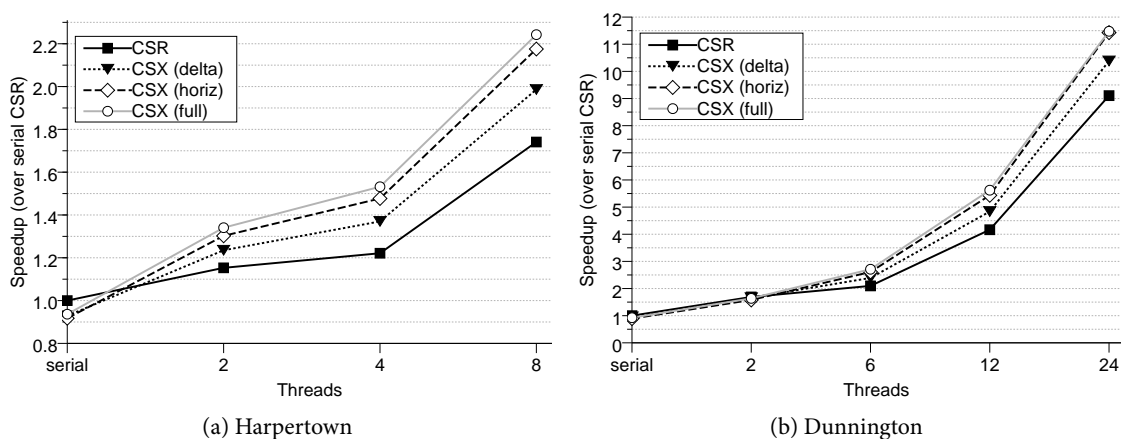 Speedup (over serial CSR)
2.2
2.0
1.8
1.6
1.4
1.2
1.0
0.8
CSR
CSX (delta)
CSX (horiz)
CSX (full)
serial
2
4
8
Threads
(a) Harpertown
Speedup (over serial CSR)
12
11
10
9
8
7
6
5
4
3
2
1
0
CSR
CSX (delta)
CSX (horiz)
CSX (full)
serial
2
6
12
24
Threads
(b) Dunnington